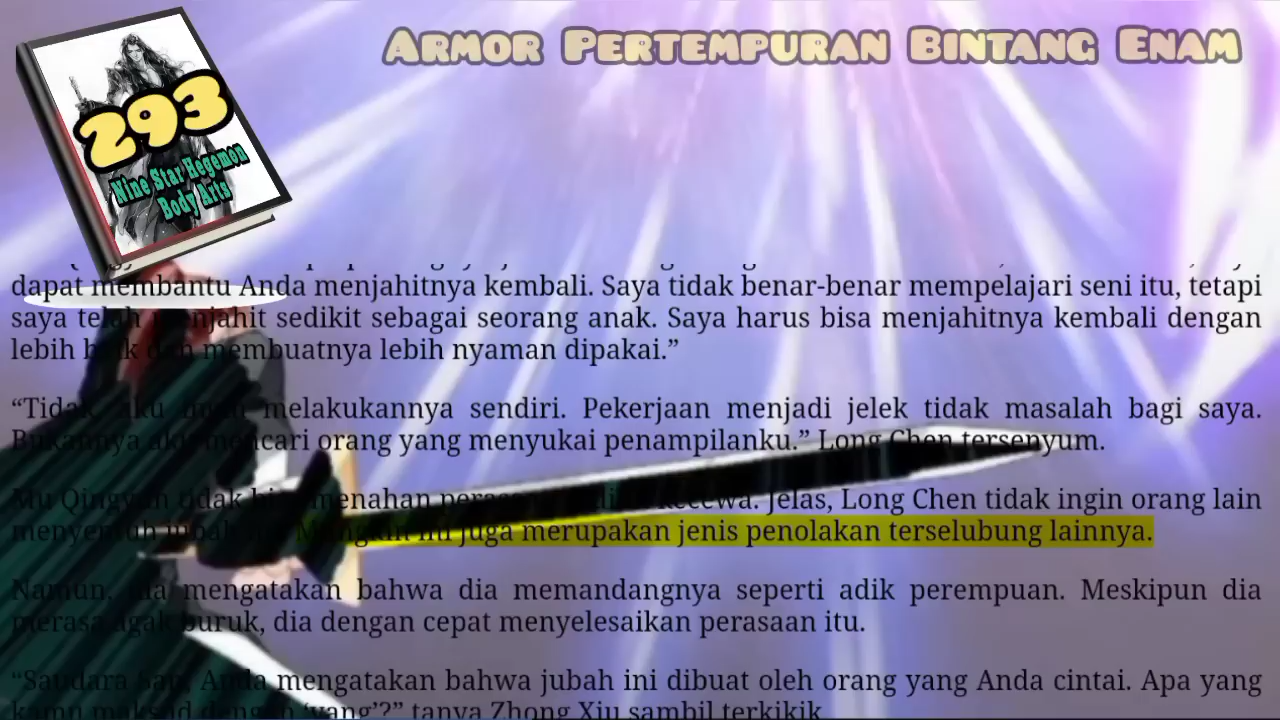 Armor Pertempuran Bintang Enam
293
Nine Star Hegemon
Body Arts
dapat membantu Anda menjahitnya kembali. Saya tidak benar-benar mempelajari seni itu, tetapi
saya telah menjahit sedikit sebagai seorang anak. Saya harus bisa menjahitnya kembali dengan
lebih baik dan membuatnya lebih nyaman dipakai.”
“Tidak, aku melakukannya sendiri. Pekerjaan menjadi jelek tidak masalah bagi saya.
Bukannya aku mencari orang yang menyukai penampilanku.” Long Chen tersenyum.
Mu Qingyun tidak bisa menahan kecewa. Jelas, Long Chen tidak ingin orang lain
menyentuh Mungkin ini juga merupakan jenis penolakan terselubung lainnya.
Namun, dia mengatakan bahwa dia memandangnya seperti adik perempuan. Meskipun dia
merasa agak buruk, dia dengan cepat menyelesaikan perasaan itu.
“Saudara Anda mengatakan bahwa jubah ini dibuat oleh orang yang Anda cintai. Apa yang
kamu maksud dengan ‘yang’?” tanya Zhong Xiu sambil terkikik